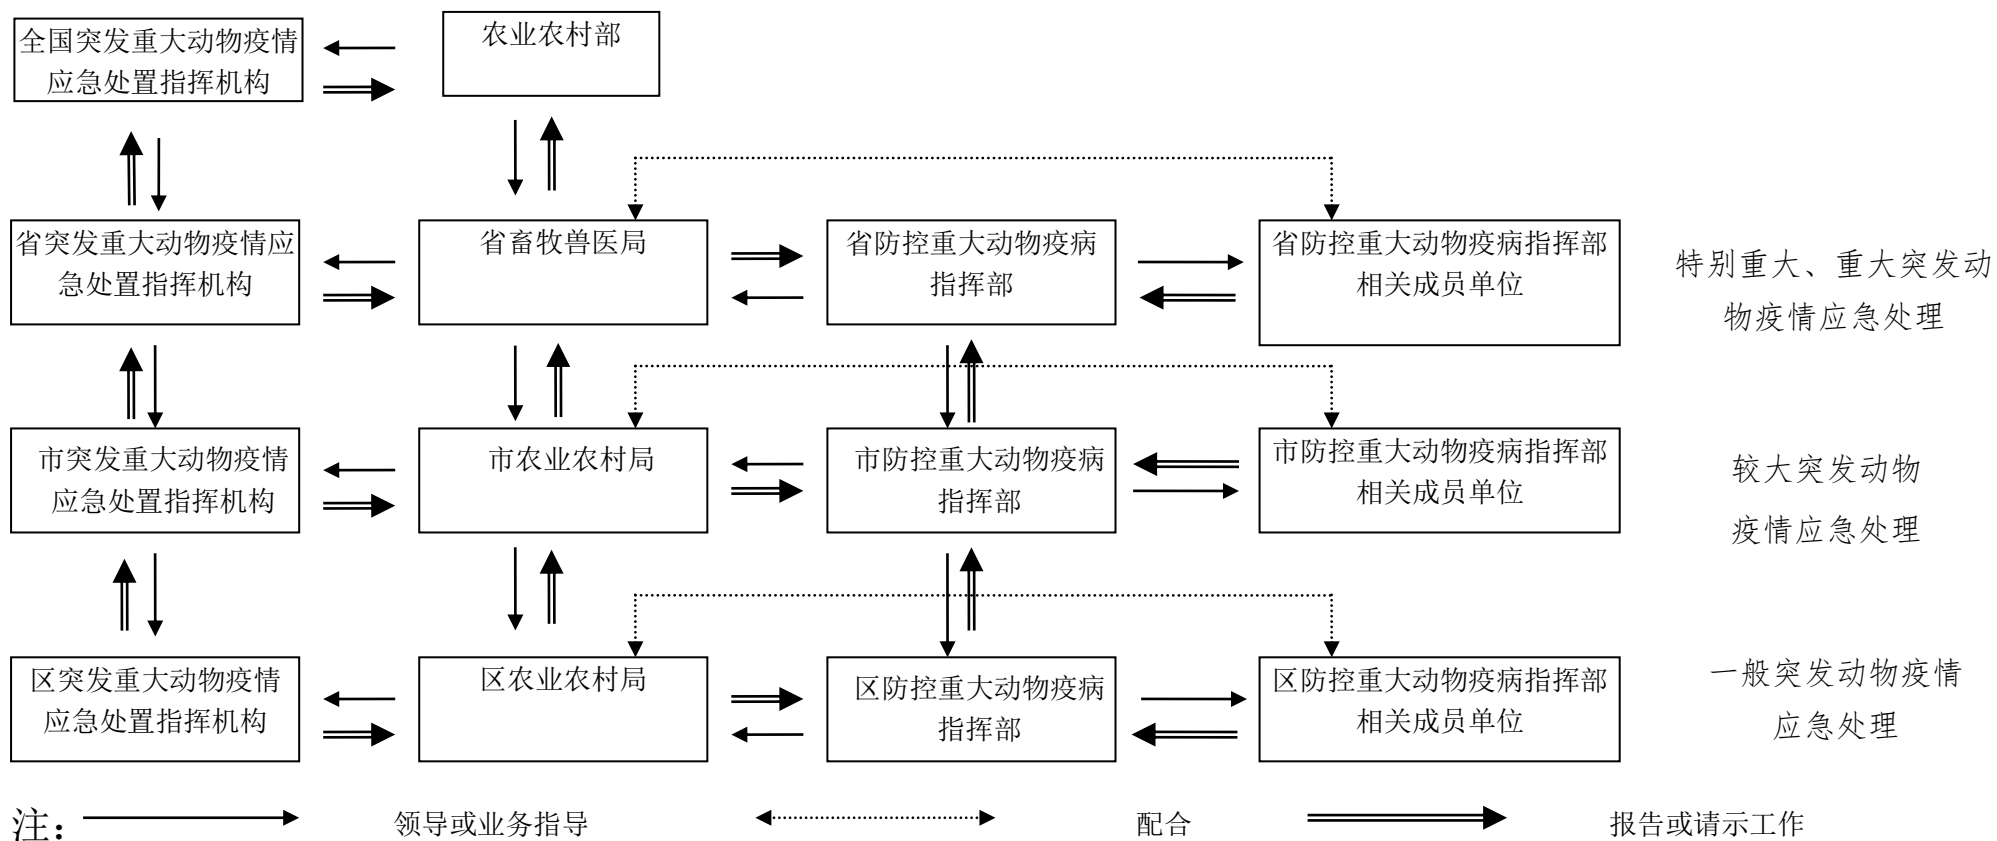 全国突发重大动物疫情
应急处置指挥机构
农业农村部
省突发重大动物疫情应
急处置指挥机构
省畜牧兽医局
省防控重大动物疫病
指挥部
省防控重大动物疫病指挥部
相关成员单位
特别重大、重大突发动
物疫情应急处理
市突发重大动物疫情
应急处置指挥机构
市农业农村局
市防控重大动物疫病
指挥部
市防控重大动物疫病指挥部
相关成员单位
较大突发动物
疫情应急处理
区突发重大动物疫情
应急处置指挥机构
区农业农村局
区防控重大动物疫病
指挥部
区防控重大动物疫病指挥部
相关成员单位
一般突发动物疫情
应急处理
注：
领导或业务指导
配合
报告或请示工作